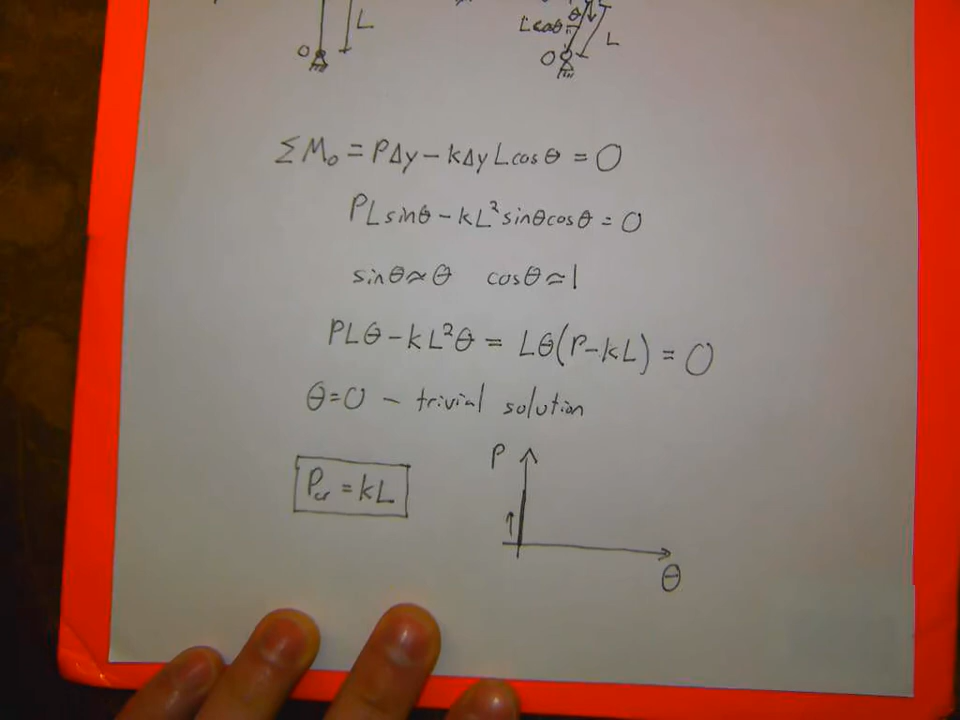 L
Lcosθ
θ
L
O
O
ΣM₀ = PΔy − kΔyLcosθ = 0
PLsinθ − kL²sinθcosθ = 0
sinθ≈θ cosθ≈1
PLθ − kL²θ = Lθ(P−kL) = 0
θ=0 − trivial solution
P
Pcr = kL
θ